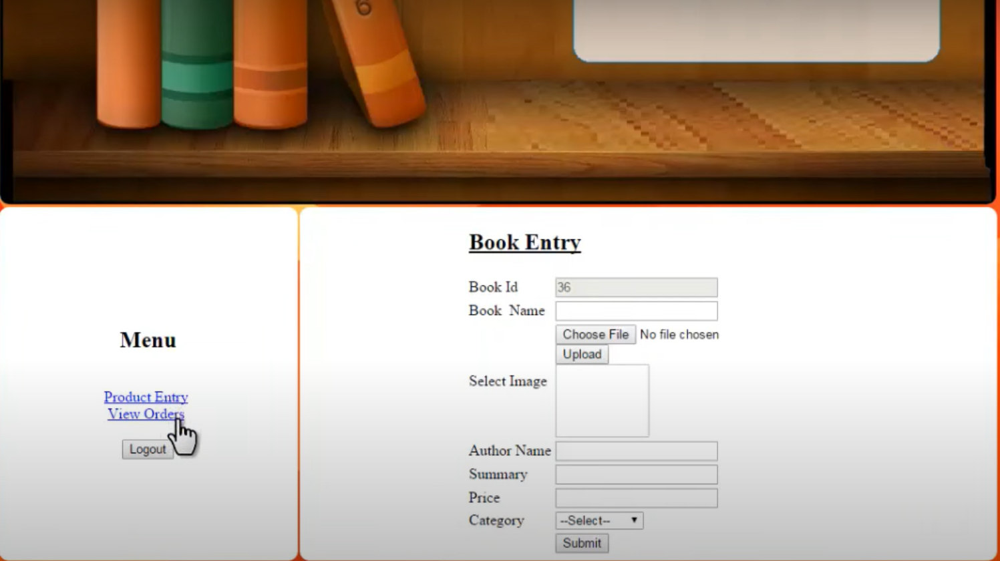 6
Menu
Product Entry
View Orders
Logout
Book Entry
Book Id 36
Book Name
Choose File No file chosen
Upload
Select Image
Author Name
Summary
Price
Category --Select--
Submit